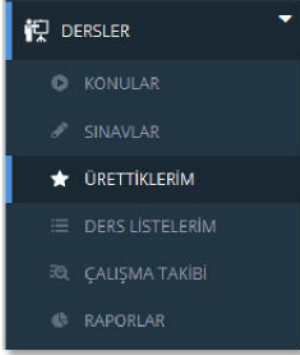 DERSLER
KONULAR
SINAVLAR
ÜRETTİKLERİM
DERS LİSTELERİM
ÇALIŞMA TAKİBİ
RAPORLAR